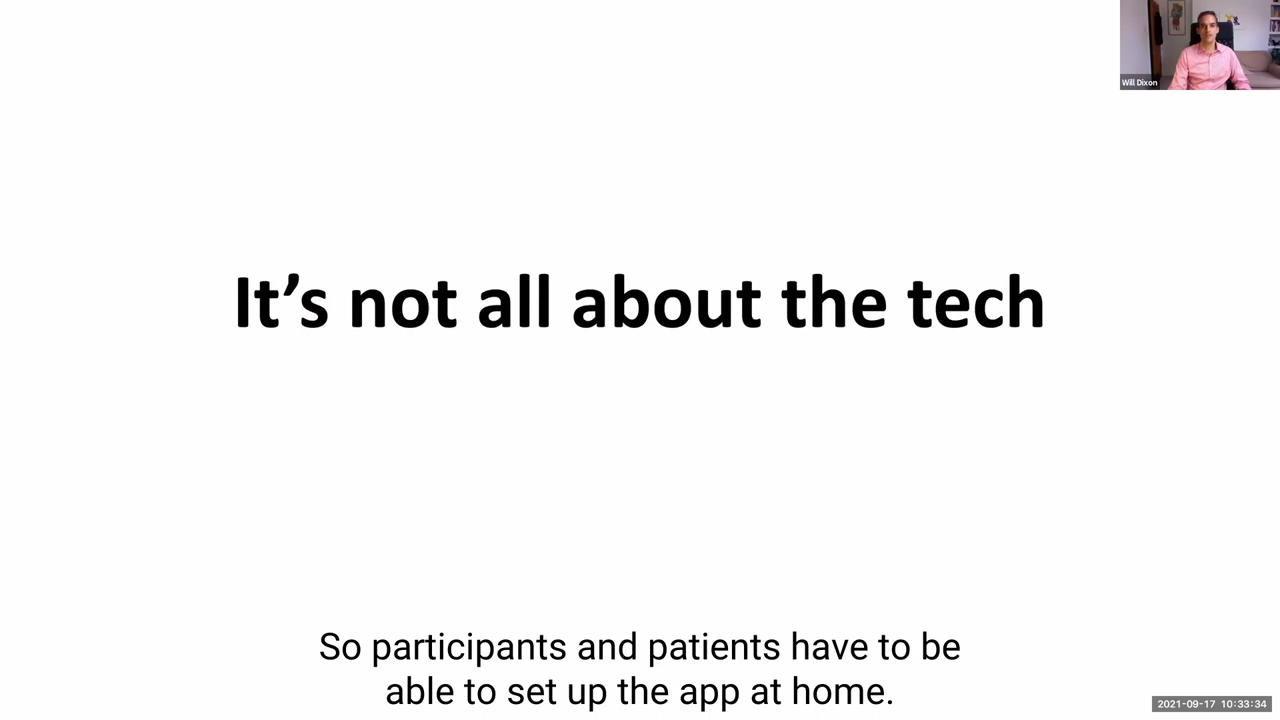 Will Dixon
It's not all about the tech
So participants and patients have to be
able to set up the app at home.
2021-09-17 10:33:34